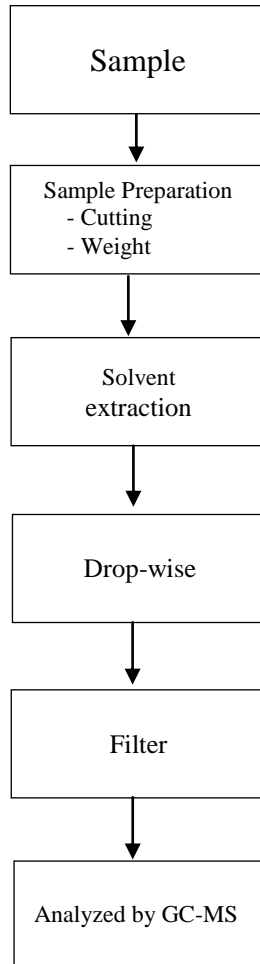 Sample
Sample Preparation
- Cutting
- Weight
Solvent
extraction
Drop-wise
Filter
Analyzed by GC-MS